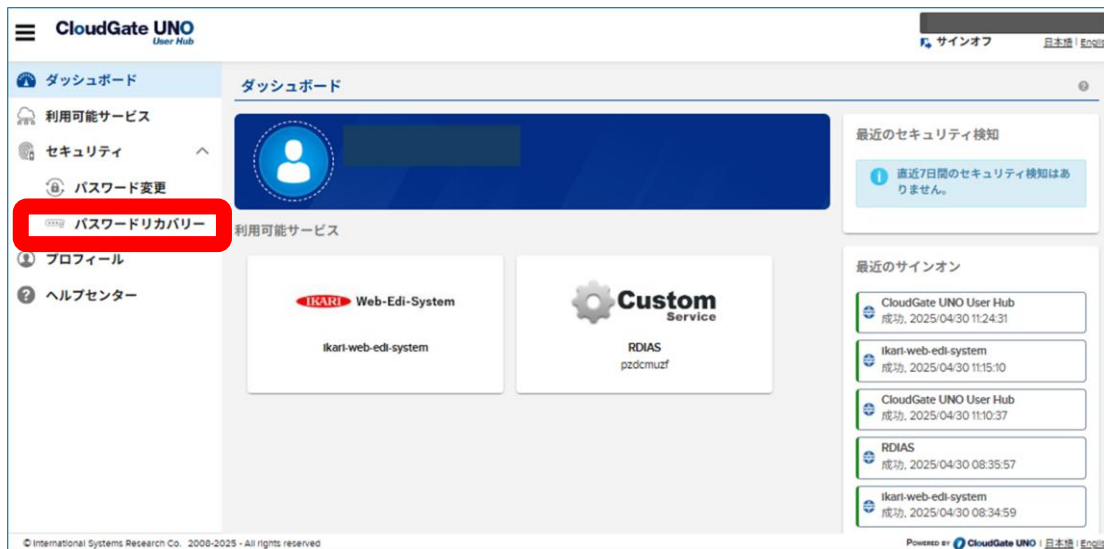 CloudGate UNO
User Hub
サインオフ
日本語 | Englis
ダッシュボード
利用可能サービス
セキュリティ
パスワード変更
パスワードリカバリー
プロフィール
ヘルプセンター
ダッシュボード
利用可能サービス
IKARI Web-Edi-System
Ikari-web-edi-system
Custom
Service
RDIAS
pzdcmuzf
最近のセキュリティ検知
直近7日間のセキュリティ検知はあ
りません。
最近のサインオン
CloudGate UNO User Hub
成功, 2025/04/30 11:24:31
Ikari-web-edi-system
成功, 2025/04/30 11:15:10
CloudGate UNO User Hub
成功, 2025/04/30 11:10:37
RDIAS
成功, 2025/04/30 08:35:57
Ikari-web-edi-system
成功, 2025/04/30 08:34:59
© International Systems Research Co. 2008-2025 - All rights reserved
POWERED BY CloudGate UNO | 日本語 | Englis